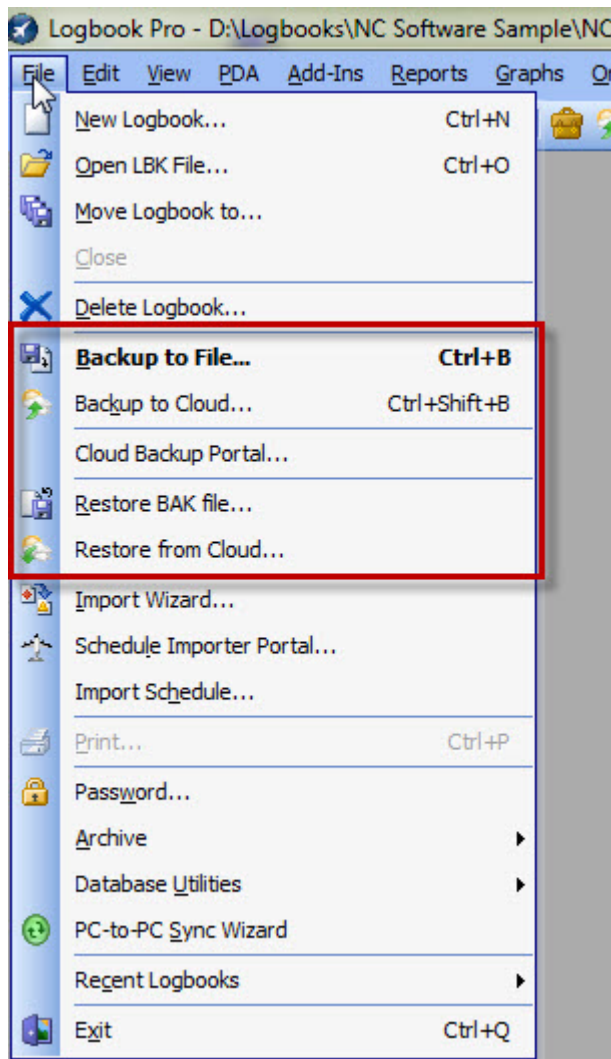 Logbook Pro - D:\Logbooks\NC Software Sample\NC
File Edit View PDA Add-Ins Reports Graphs
New Logbook... Ctrl+N
Open LBK File... Ctrl+O
Move Logbook to...
Close
Delete Logbook...
Backup to File... Ctrl+B
Backup to Cloud... Ctrl+Shift+B
Cloud Backup Portal...
Restore BAK file...
Restore from Cloud...
Import Wizard...
Schedule Importer Portal...
Import Schedule...
Print... Ctrl+P
Password...
Archive
Database Utilities
PC-to-PC Sync Wizard
Recent Logbooks
Exit Ctrl+Q